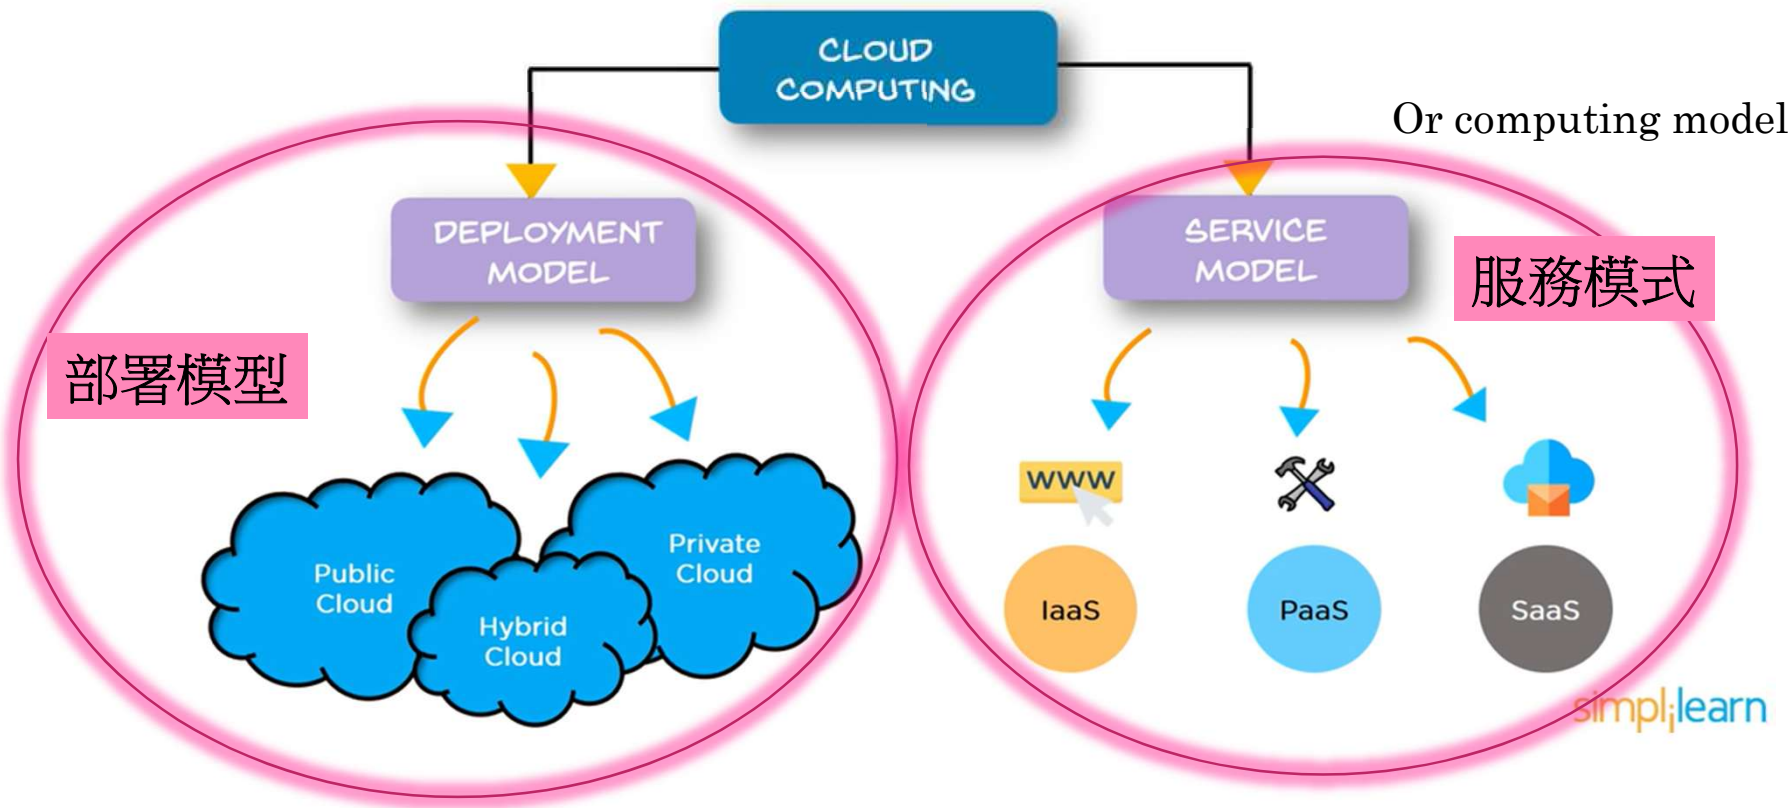 CLOUD
COMPUTING
Or computing model
DEPLOYMENT
MODEL
SERVICE
MODEL
服務模式
部署模型
WWW
Public
Cloud
Hybrid
Cloud
Private
Cloud
IaaS
PaaS
SaaS
simplilearn